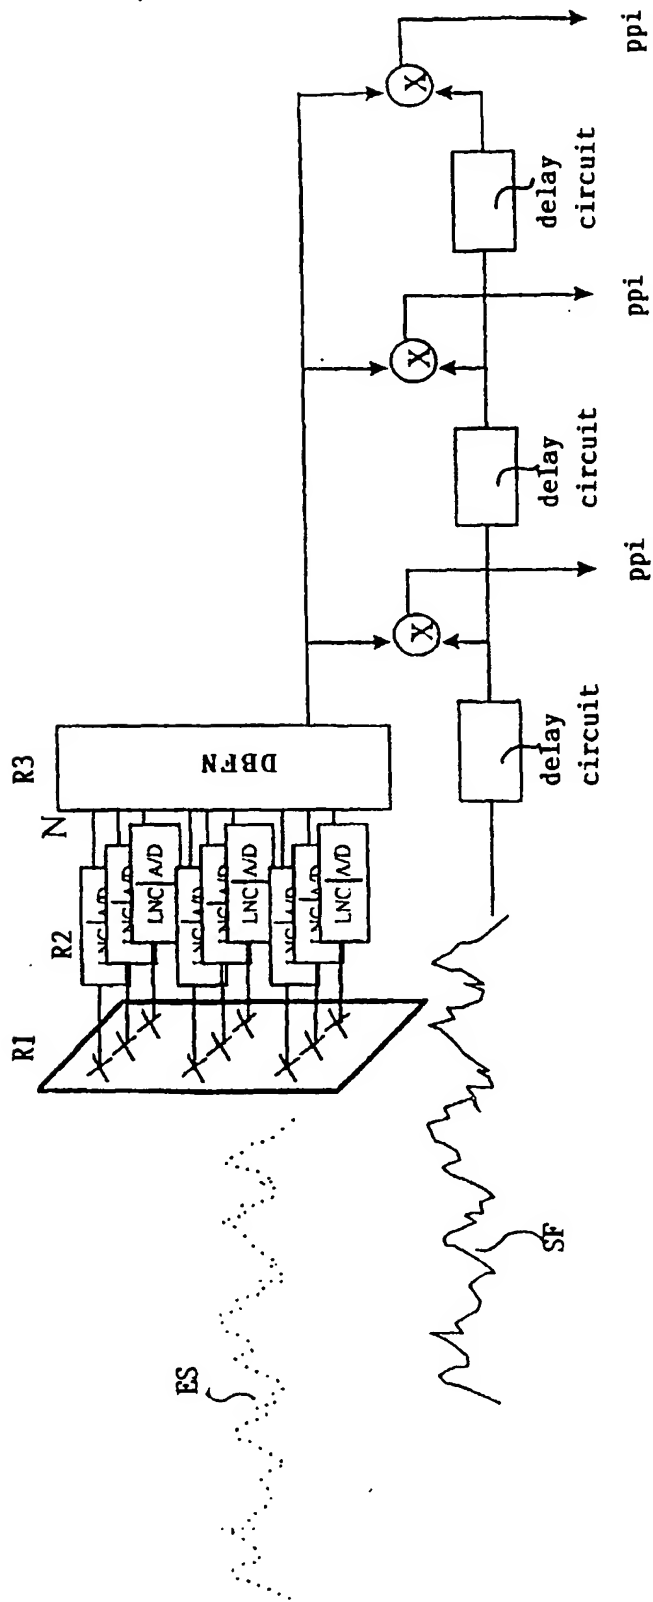 R1
R2
N
R3
LNC A/D
LNC A/D
LNC A/D
DBFN
ES
SF
X
X
X
delay
circuit
delay
circuit
delay
circuit
ppi
ppi
ppi